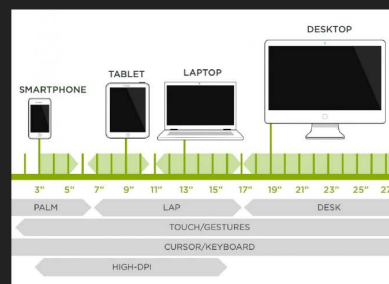 DESKTOP
LAPTOP
TABLET
SMARTPHONE
3" 5" 7" 9" 11" 13" 15" 17" 19" 21" 23" 25" 27
PALM LAP DESK
TOUCH/GESTURES
CURSOR/KEYBOARD
HIGH-DPI